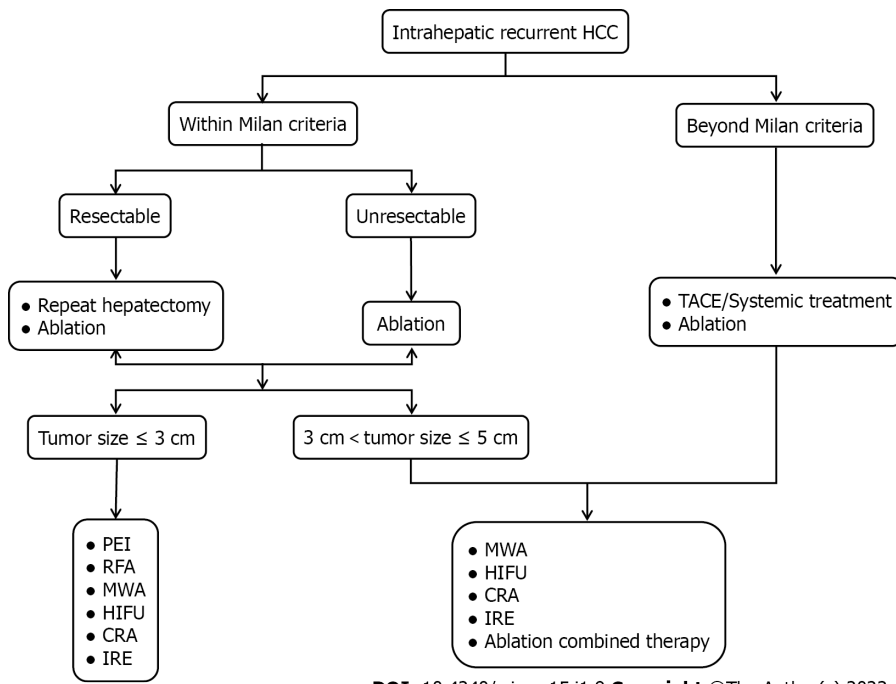 Intrahepatic recurrent HCC
Within Milan criteria
Beyond Milan criteria
Resectable
Unresectable
● Repeat hepatectomy
● Ablation
Ablation
● TACE/Systemic treatment
● Ablation
Tumor size ≤ 3 cm
3 cm < tumor size ≤ 5 cm
● PEI
● RFA
● MWA
● HIFU
● CRA
● IRE
● MWA
● HIFU
● CRA
● IRE
● Ablation combined therapy